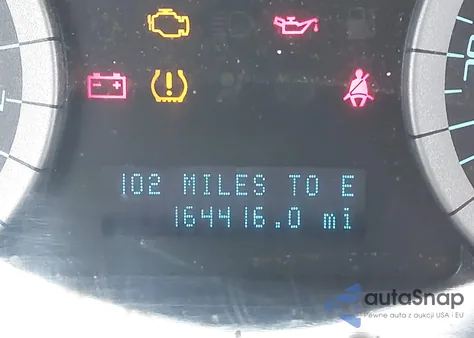 102 MILES TO E
164416.0 mi
autoSnap
Pewne auta z aukcji USA i EU